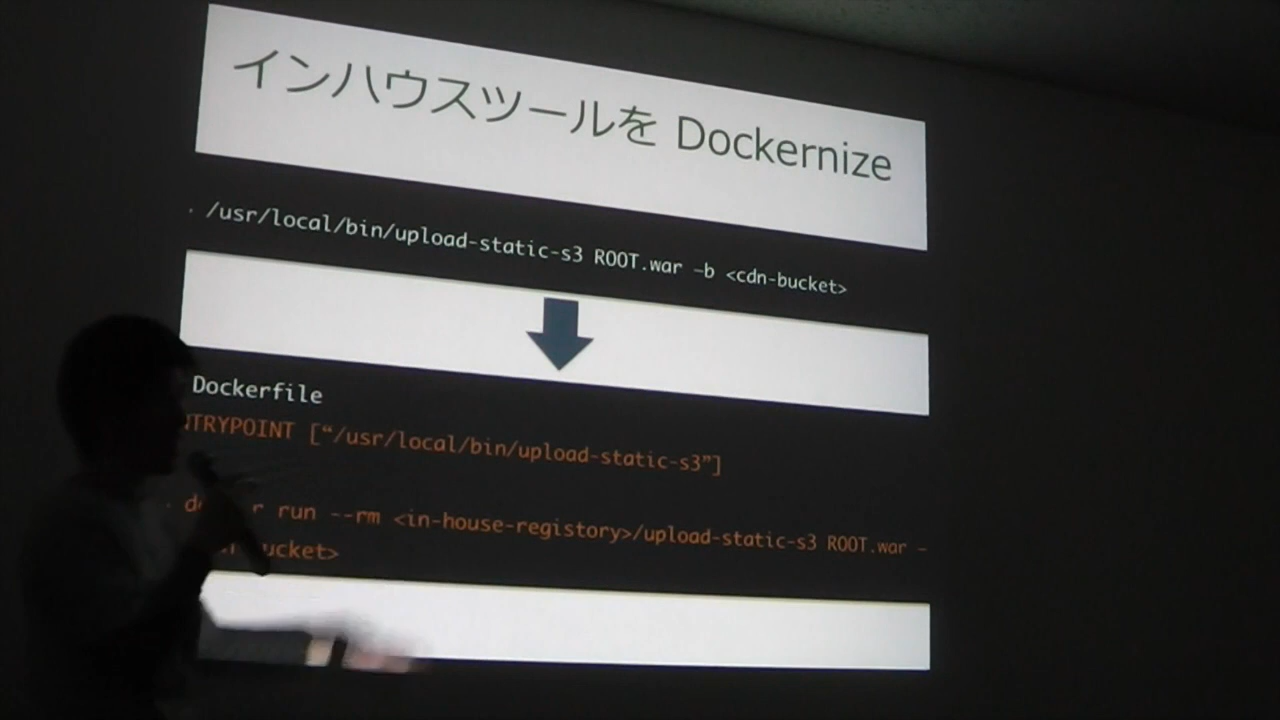 インハウスツールを Dockernize
. /usr/local/bin/upload-static-s3 ROOT.war –b <cdn-bucket>
Dockerfile
NTRYPOINT [“/usr/local/bin/upload-static-s3”]
run --rm <in-house-registory>/upload-static-s3 ROOT.war –
ucket>